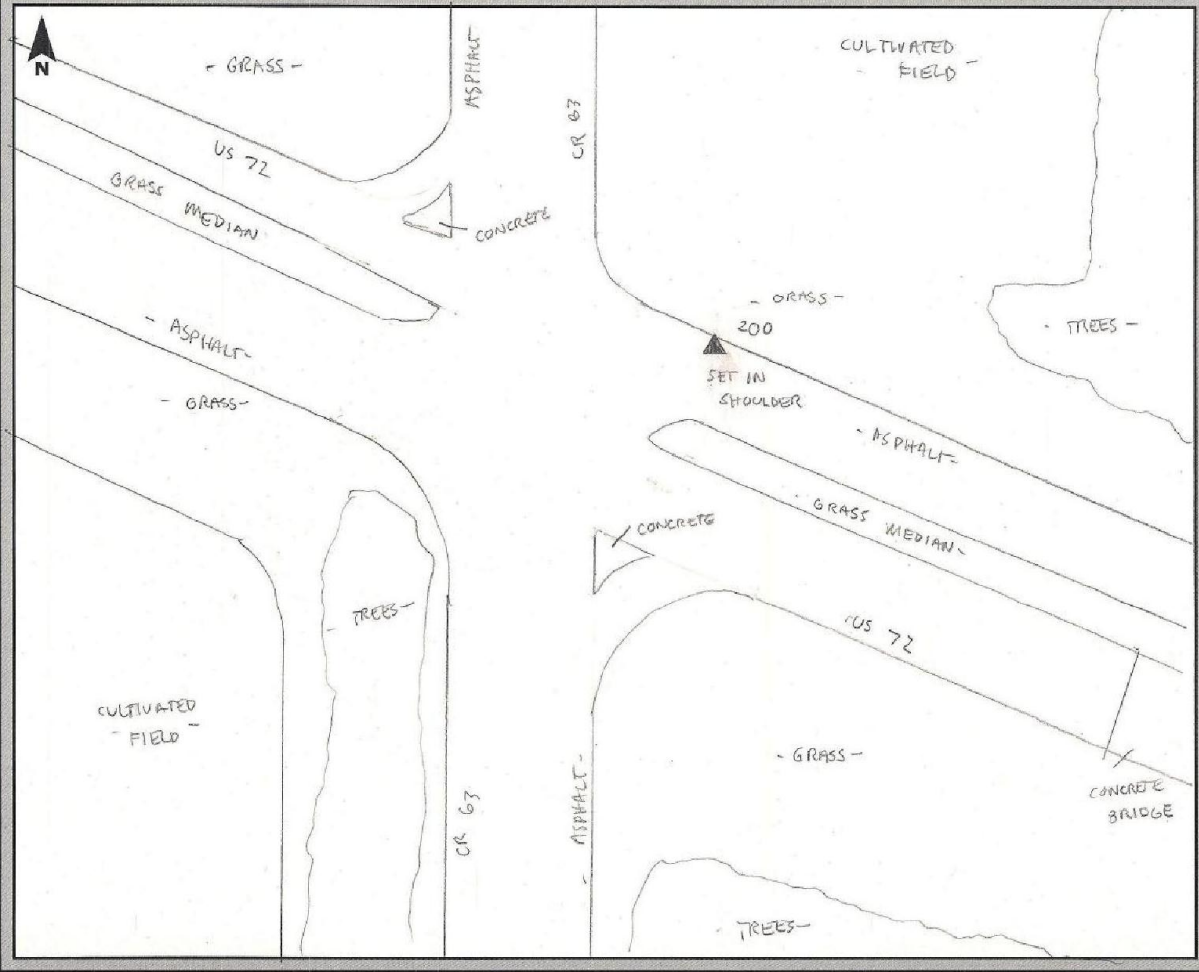 N
- GRASS -
ASPHALT
CR 63
CULTIVATED
- FIELD -
US 72
GRASS MEDIAN
CONCRETE
- GRASS -
200
- TREES -
SET IN
SHOULDER
- ASPHALT -
- GRASS -
- ASPHALT -
GRASS MEDIAN -
CONCRETE
TREES -
US 72
CULTIVATED
- FIELD -
- GRASS -
CONCRETE
BRIDGE
CR 63
- ASPHALT -
- TREES -